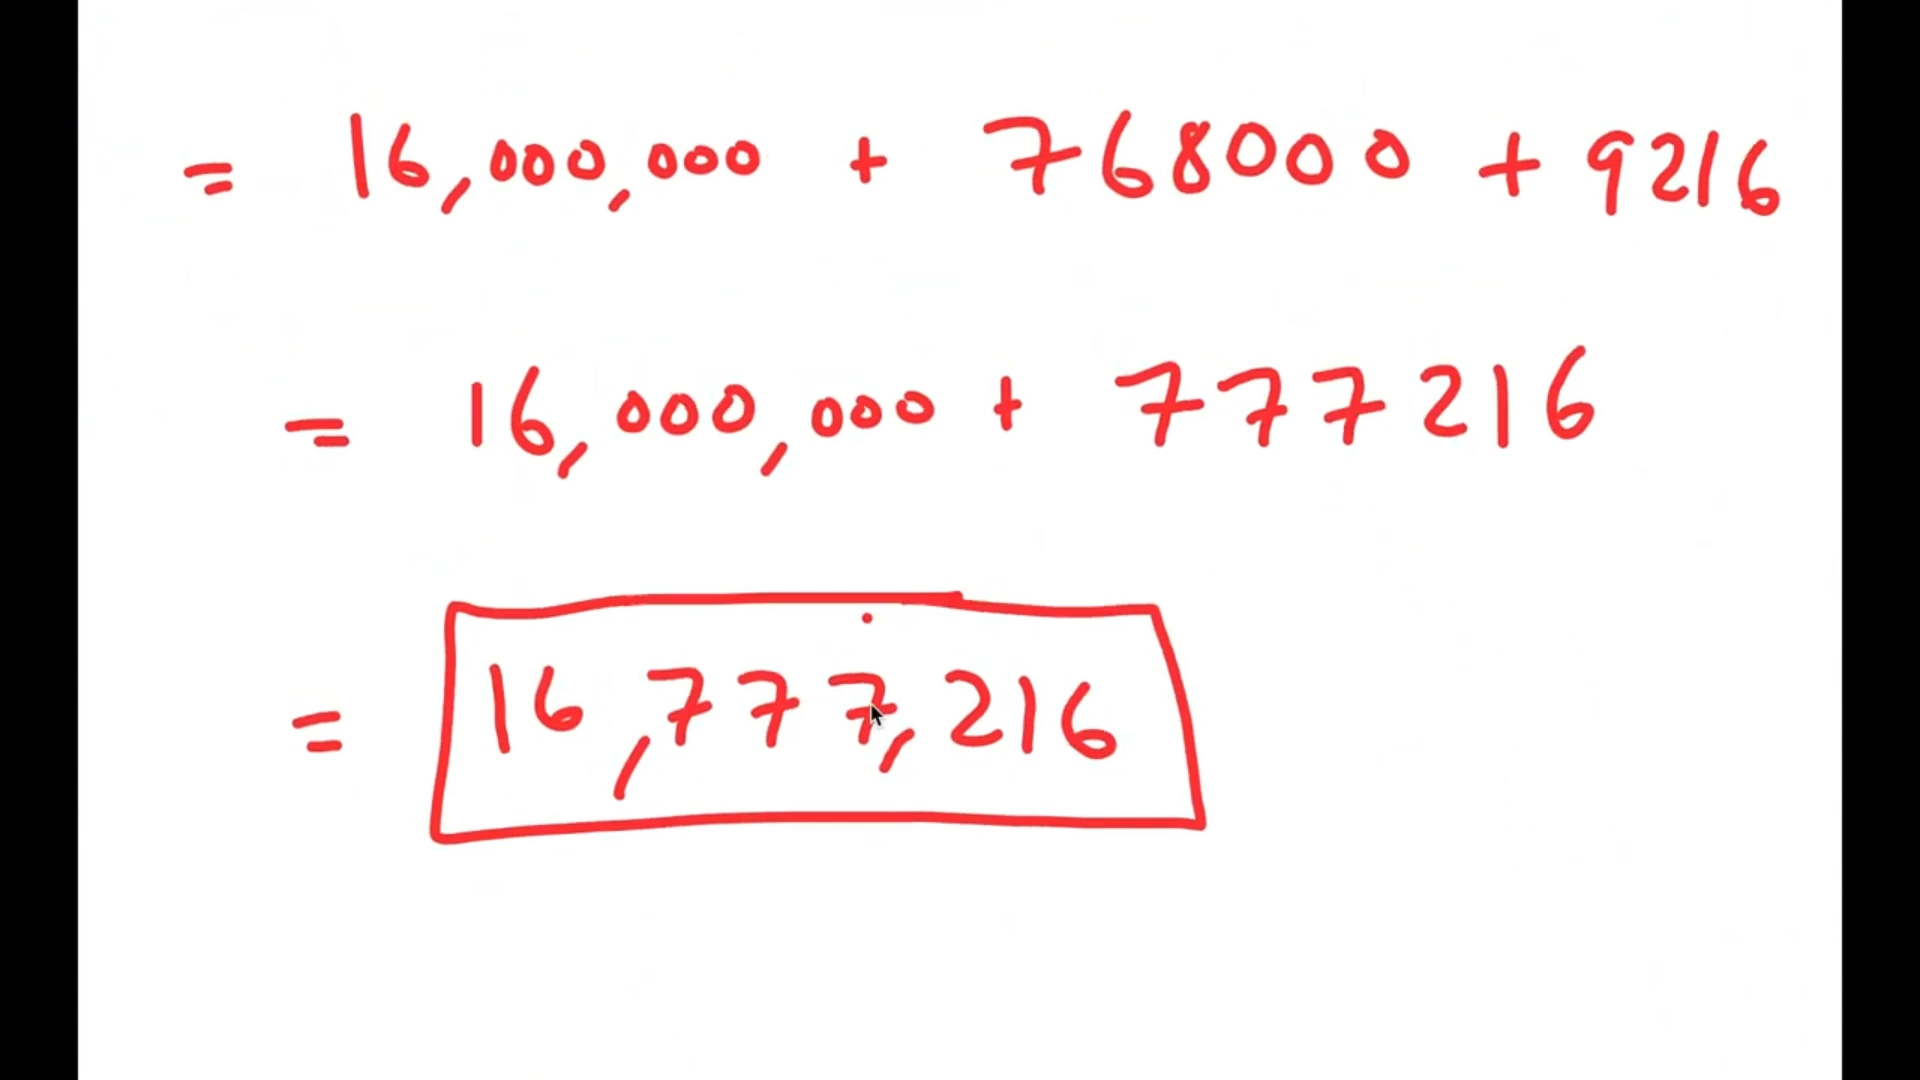 = 16,000,000 + 768000 + 9216
= 16,000,000 + 777216
= 16,777,216